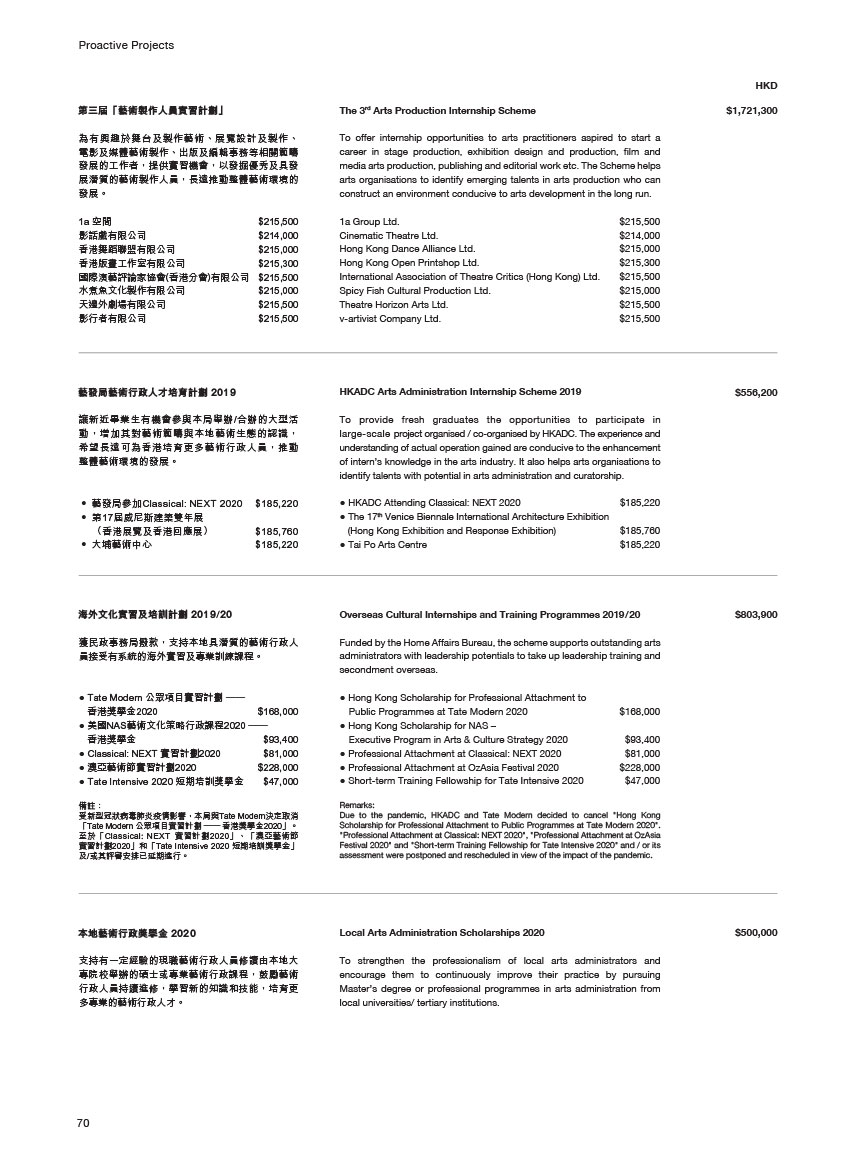 Proactive Projects
HKD
第三屆「藝術製作人員實習計劃」
為有興趣於舞台及製作藝術、展覽設計及製作、
電影及媒體藝術製作、出版及編輯事務等相關範疇
發展的工作者，提供實習機會，以發掘優秀及具發
展潛質的藝術製作人員，長遠推動整體藝術環境的
發展。
1a 空間 $215,500
影話戲有限公司 $214,000
香港舞蹈聯盟有限公司 $215,000
香港版畫工作室有限公司 $215,300
國際演藝評論家協會(香港分會)有限公司 $215,500
水煮魚文化製作有限公司 $215,000
天邊外劇場有限公司 $215,500
影行者有限公司 $215,500
The 3rd Arts Production Internship Scheme $1,721,300
To offer internship opportunities to arts practitioners aspired to start a
career in stage production, exhibition design and production, film and
media arts production, publishing and editorial work etc. The Scheme helps
arts organisations to identify emerging talents in arts production who can
construct an environment conducive to arts development in the long run.
1a Group Ltd. $215,500
Cinematic Theatre Ltd. $214,000
Hong Kong Dance Alliance Ltd. $215,000
Hong Kong Open Printshop Ltd. $215,300
International Association of Theatre Critics (Hong Kong) Ltd. $215,500
Spicy Fish Cultural Production Ltd. $215,000
Theatre Horizon Arts Ltd. $215,500
v-artivist Company Ltd. $215,500
藝發局藝術行政人才培育計劃 2019
讓新近畢業生有機會參與本局舉辦/合辦的大型活
動，增加其對藝術範疇與本地藝術生態的認識，
希望長遠可為香港培育更多藝術行政人員，推動
整體藝術環境的發展。
● 藝發局參加Classical: NEXT 2020 $185,220
● 第17屆威尼斯建築雙年展
（香港展覽及香港回應展） $185,760
● 大埔藝術中心 $185,220
HKADC Arts Administration Internship Scheme 2019 $556,200
To provide fresh graduates the opportunities to participate in
large-scale project organised / co-organised by HKADC. The experience and
understanding of actual operation gained are conducive to the enhancement
of intern's knowledge in the arts industry. It also helps arts organisations to
identify talents with potential in arts administration and curatorship.
● HKADC Attending Classical: NEXT 2020 $185,220
● The 17th Venice Biennale International Architecture Exhibition
(Hong Kong Exhibition and Response Exhibition) $185,760
● Tai Po Arts Centre $185,220
海外文化實習及培訓計劃 2019/20
獲民政事務局撥款，支持本地具潛質的藝術行政人
員接受有系統的海外實習及專業訓練課程。
● Tate Modern 公眾項目實習計劃 ——
香港獎學金2020 $168,000
● 英國NAS藝術文化策略行政課程2020 ——
香港獎學金 $93,400
● Classical: NEXT 實習計劃2020 $81,000
● 澳亞藝術節實習計劃2020 $228,000
● Tate Intensive 2020 短期培訓獎學金 $47,000
備註：
受新型冠狀病毒肺炎疫情影響，本局與Tate Modern決定取消
「Tate Modern 公眾項目實習計劃 —— 香港獎學金2020」。
至於「Classical: NEXT 實習計劃2020」、「澳亞藝術節
實習計劃2020」和「Tate Intensive 2020 短期培訓獎學金」
及/或其評審安排已延期進行。
Overseas Cultural Internships and Training Programmes 2019/20 $803,900
Funded by the Home Affairs Bureau, the scheme supports outstanding arts
administrators with leadership potentials to take up leadership training and
secondment overseas.
● Hong Kong Scholarship for Professional Attachment to
Public Programmes at Tate Modern 2020 $168,000
● Hong Kong Scholarship for NAS –
Executive Program in Arts & Culture Strategy 2020 $93,400
● Professional Attachment at Classical: NEXT 2020 $81,000
● Professional Attachment at OzAsia Festival 2020 $228,000
● Short-term Training Fellowship for Tate Intensive 2020 $47,000
Remarks:
Due to the pandemic, HKADC and Tate Modern decided to cancel "Hong Kong
Scholarship for Professional Attachment to Public Programmes at Tate Modern 2020".
"Professional Attachment at Classical: NEXT 2020", "Professional Attachment at OzAsia
Festival 2020" and "Short-term Training Fellowship for Tate Intensive 2020" and / or its
assessment were postponed and rescheduled in view of the impact of the pandemic.
本地藝術行政獎學金 2020
支持有一定經驗的現職藝術行政人員修讀由本地大
專院校舉辦的碩士或專業藝術行政課程，鼓勵藝術
行政人員持續進修，學習新的知識和技能，培育更
多專業的藝術行政人才。
Local Arts Administration Scholarships 2020 $500,000
To strengthen the professionalism of local arts administrators and
encourage them to continuously improve their practice by pursuing
Master's degree or professional programmes in arts administration from
local universities/ tertiary institutions.
70